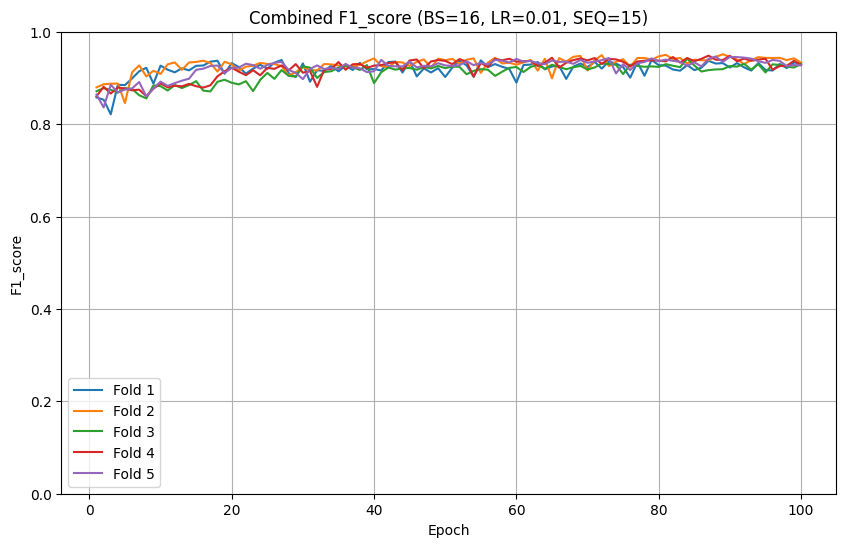 Combined F1_score (BS=16, LR=0.01, SEQ=15)
1.0
0.8
0.6
0.4
0.2
0.0
F1_score
Fold 1
Fold 2
Fold 3
Fold 4
Fold 5
0 20 40 60 80 100
Epoch